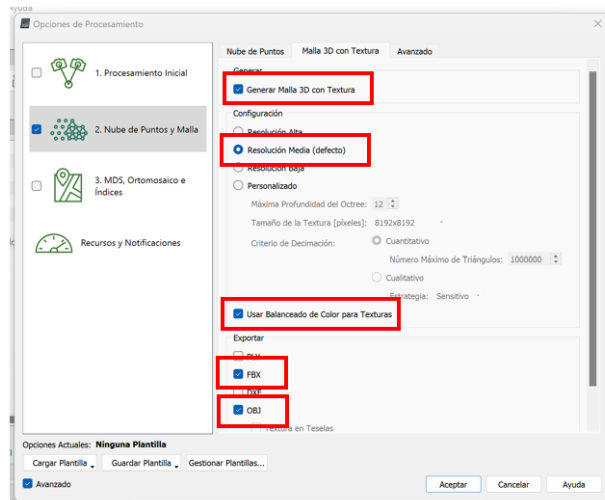 Ayuda
Opciones de Procesamiento
1. Procesamiento Inicial
2. Nube de Puntos y Malla
3. MDS, Ortomosaico e
Índices
Recursos y Notificaciones
Nube de Puntos
Malla 3D con Textura
Avanzado
Generar
Generar Malla 3D con Textura
Configuración
Resolución Alta
Resolución Media (defecto)
Resolución Baja
Personalizado
Máxima Profundidad del Octree: 12
Tamaño de la Textura [píxeles]: 8192x8192
Criterio de Decimación: Cuantitativo
Número Máximo de Triángulos: 1000000
Cualitativo
Estrategia: Sensitivo
Usar Balanceado de Color para Texturas
Exportar
PLY
FBX
DXF
OBJ
Textura en Teselas
Opciones Actuales: Ninguna Plantilla
Cargar Plantilla
Guardar Plantilla
Gestionar Plantillas...
Avanzado
Aceptar
Cancelar
Ayuda